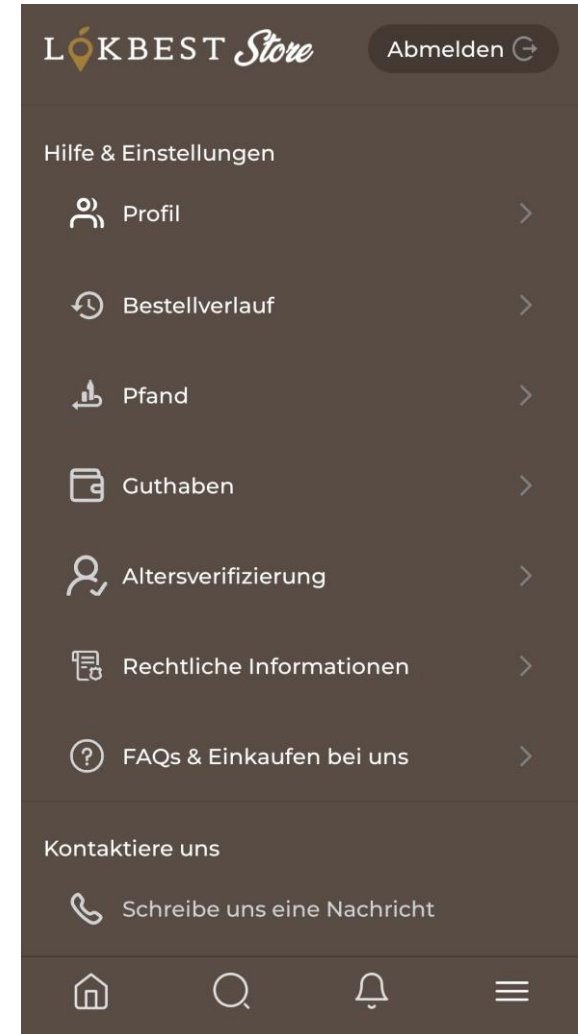 LÓKBEST Store
Abmelden
Hilfe & Einstellungen
Profil
Bestellverlauf
Pfand
Guthaben
Altersverifizierung
Rechtliche Informationen
FAQs & Einkaufen bei uns
Kontaktiere uns
Schreibe uns eine Nachricht